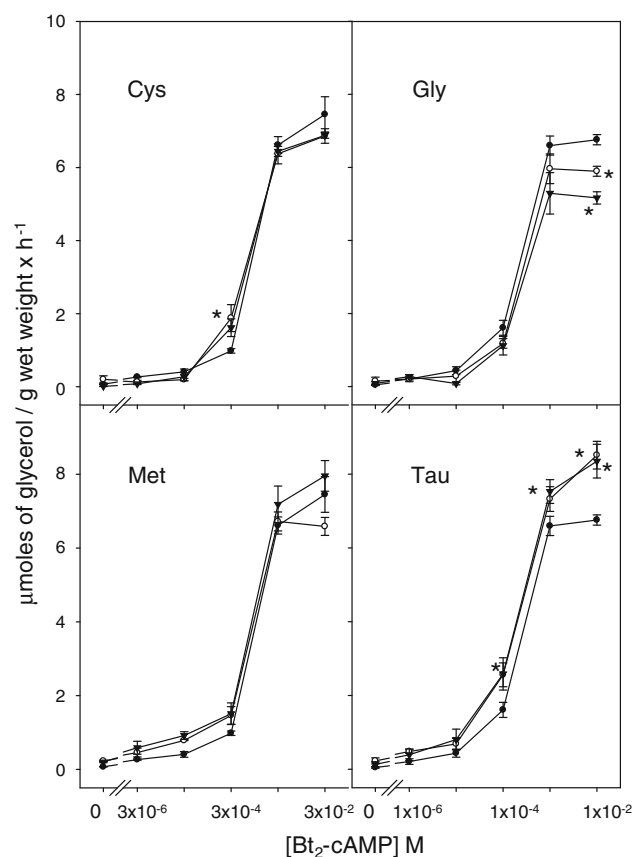 10
8
6
4
2
0
Cys
*
Gly
*
*
8
6
4
2
0
Met
Tau
*
*
*
*
µmoles of glycerol / g wet weight x h⁻¹
0 3x10⁻⁶ 3x10⁻⁴ 3x10⁻² 0 1x10⁻⁶ 1x10⁻⁴ 1x10⁻²
[Bt₂-cAMP] M